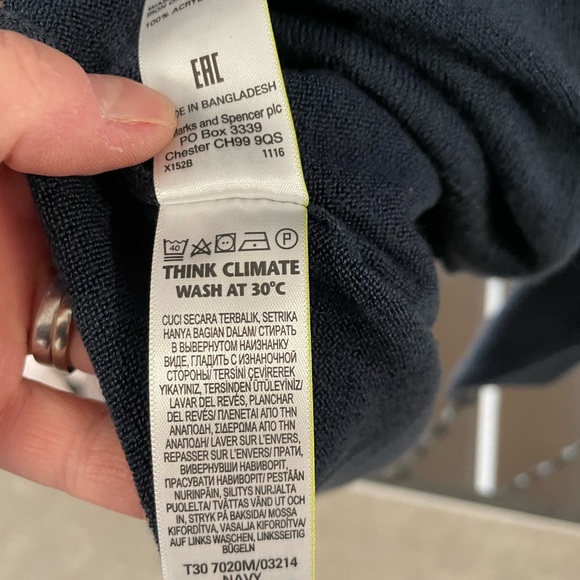 100% ACRYL
EAC
DE IN BANGLADESH
arks and Spencer plc
PO Box 3339
Chester CH99 9QS
X152B 1116
40 P
THINK CLIMATE
WASH AT 30°C
CUCI SECARA TERBALIK, SETRIKA
HANYA BAGIAN DALAM/ СТИРАТЬ
В ВЫВЕРНУТОМ НАИЗНАНКУ
ВИДЕ, ГЛАДИТЬ С ИЗНАНОЧНОЙ
СТОРОНЫ/ TERSİNİ ÇEVİREREK
YIKAYINIZ, TERSİNDEN ÜTÜLEYİNİZ/
LAVAR DEL REVÉS, PLANCHAR
DEL REVÉS/ ΠΛΕΝΕΤΑΙ ΑΠΟ ΤΗΝ
ΑΝΑΠΟΔΗ, ΣΙΔΕΡΩΜΑ ΑΠΟ ΤΗΝ
ΑΝΑΠΟΔΗ/ LAVER SUR L'ENVERS,
REPASSER SUR L'ENVERS/ ПРАТИ,
ВИВЕРНУВШИ НАВИВОРІТ,
ПРАСУВАТИ НАВИВОРІТ/ PESTÄÄN
NURINPÄIN, SILITYS NURJALTA
PUOLELTA/ TVÄTTAS VÄND UT OCH
IN, STRYK PÅ BAKSIDA/ MOSSA
KIFORDÍTVA, VASALJA KIFORDÍTVA/
AUF LINKS WASCHEN, LINKSSEITIG
BÜGELN
T30 7020M/03214
NAVY